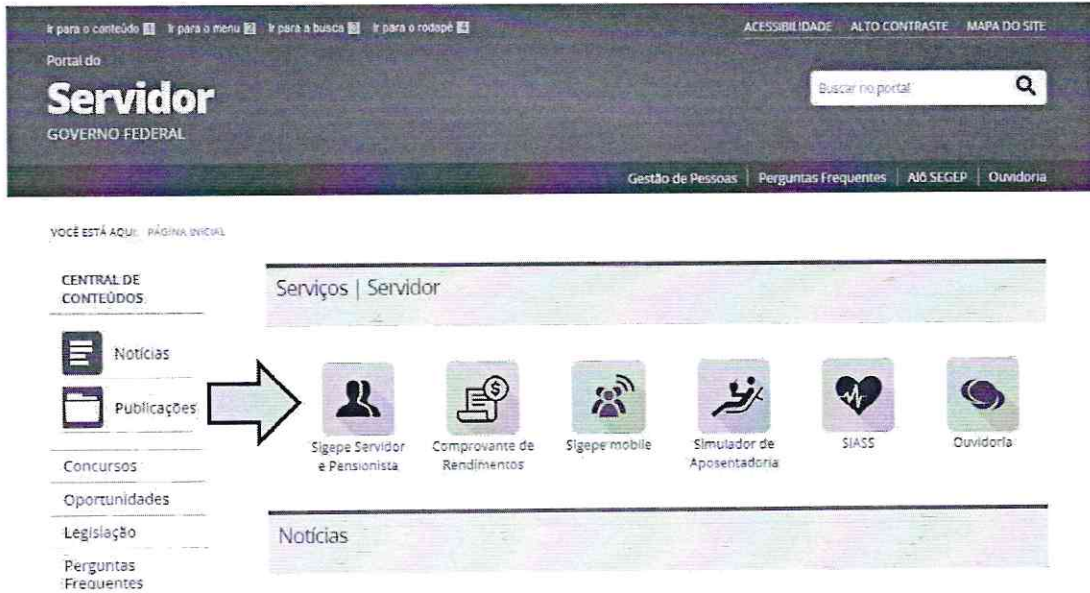 Ir para o conteúdo 1 Ir para o menu 2 Ir para a busca 3 Ir para o rodapé 4
ACESSIBILIDADE ALTO CONTRASTE MAPA DO SITE
Portal do
Servidor
GOVERNO FEDERAL
Buscar no portal
Gestão de Pessoas | Perguntas Frequentes | Alô SEGEP | Ouvidoria
VOCÊ ESTÁ AQUI: PÁGINA INICIAL
CENTRAL DE
CONTEÚDOS
Notícias
Publicações
Concursos
Oportunidades
Legislação
Perguntas
Frequentes
Serviços | Servidor
Sigepe Servidor
e Pensionista
Comprovante de
Rendimentos
Sigepe mobile
Simulador de
Aposentadoria
SIASS
Ouvidoria
Notícias